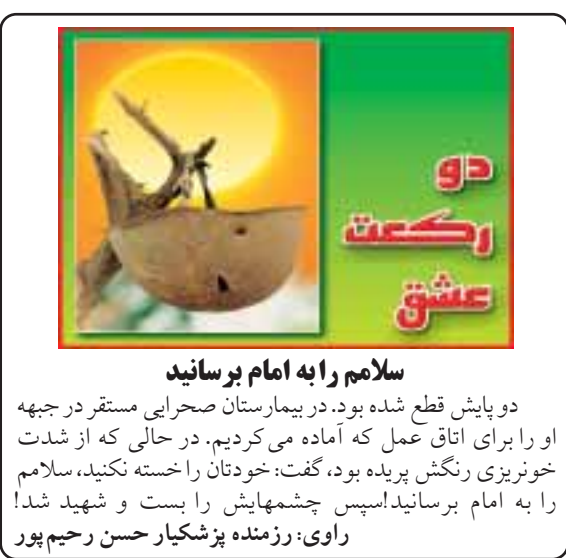 دو
رکعت
عشق
سلامم را به امام برسانید
دو پایش قطع شده بود. در بیمارستان صحرایی مستقر در جبهه
او را برای اتاق عمل که آماده می‌کردیم. در حالی که از شدت
خونریزی رنگش پریده بود، گفت: خودتان را خسته نکنید، سلامم
را به امام برسانید!سپس چشمهایش را بست و شهید شد!
راوی: رزمنده پزشکیار حسن رحیم‌پور